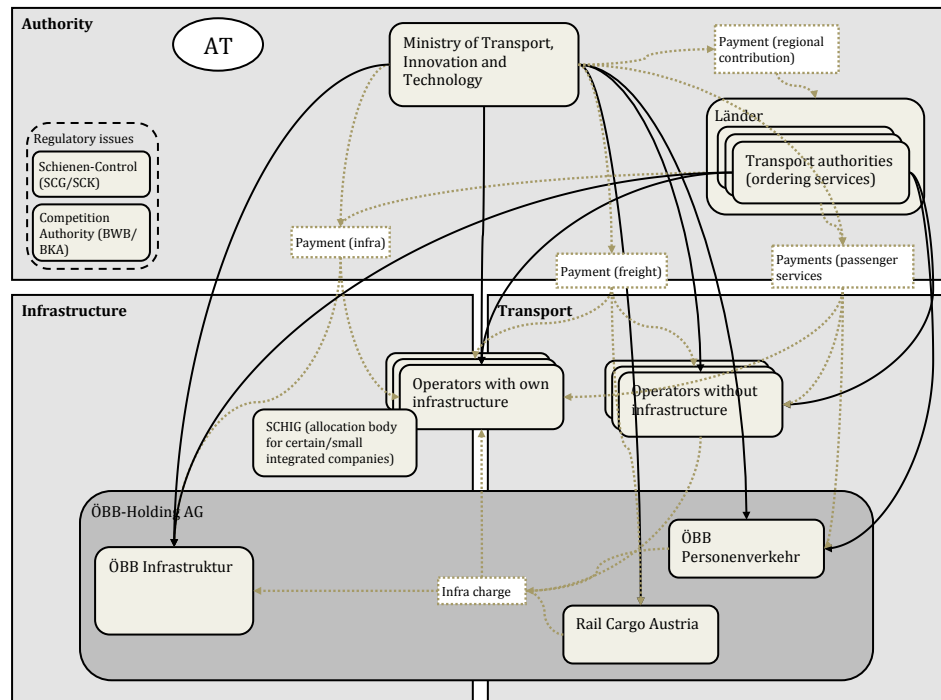 Authority
AT
Ministry of Transport,
Innovation and
Technology
Payment (regional
contribution)
Länder
Transport authorities
(ordering services)
Regulatory issues
Schienen-Control
(SCG/SCK)
Competition
Authority (BWB/
BKA)
Payment (infra)
Payment (freight)
Payments (passenger
services
Infrastructure
Transport
Operators with own
infrastructure
Operators without
infrastructure
SCHIG (allocation body
for certain/small
integrated companies)
ÖBB-Holding AG
ÖBB Infrastruktur
ÖBB
Personenverkehr
Infra charge
Rail Cargo Austria